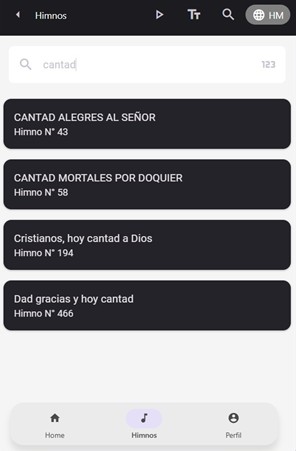 Himnos
TT
HM
cantad
123
CANTAD ALEGRES AL SEÑOR
Himno N° 43
CANTAD MORTALES POR DOQUIER
Himno N° 58
Cristianos, hoy cantad a Dios
Himno N° 194
Dad gracias y hoy cantad
Himno N° 466
Home
Himnos
Perfil